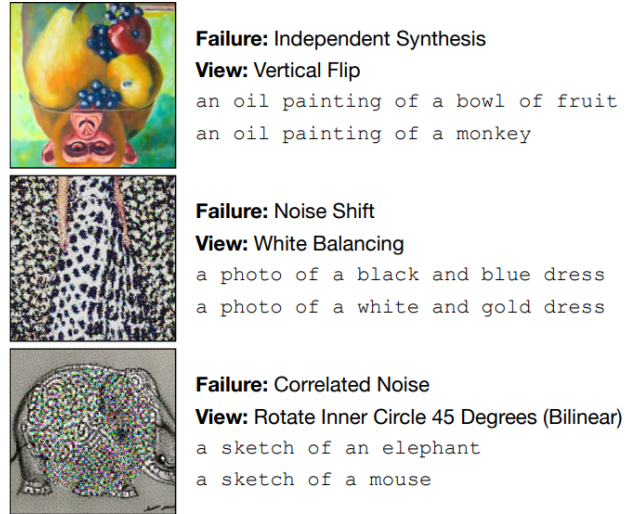 Failure: Independent Synthesis
View: Vertical Flip
an oil painting of a bowl of fruit
an oil painting of a monkey
Failure: Noise Shift
View: White Balancing
a photo of a black and blue dress
a photo of a white and gold dress
Failure: Correlated Noise
View: Rotate Inner Circle 45 Degrees (Bilinear)
a sketch of an elephant
a sketch of a mouse